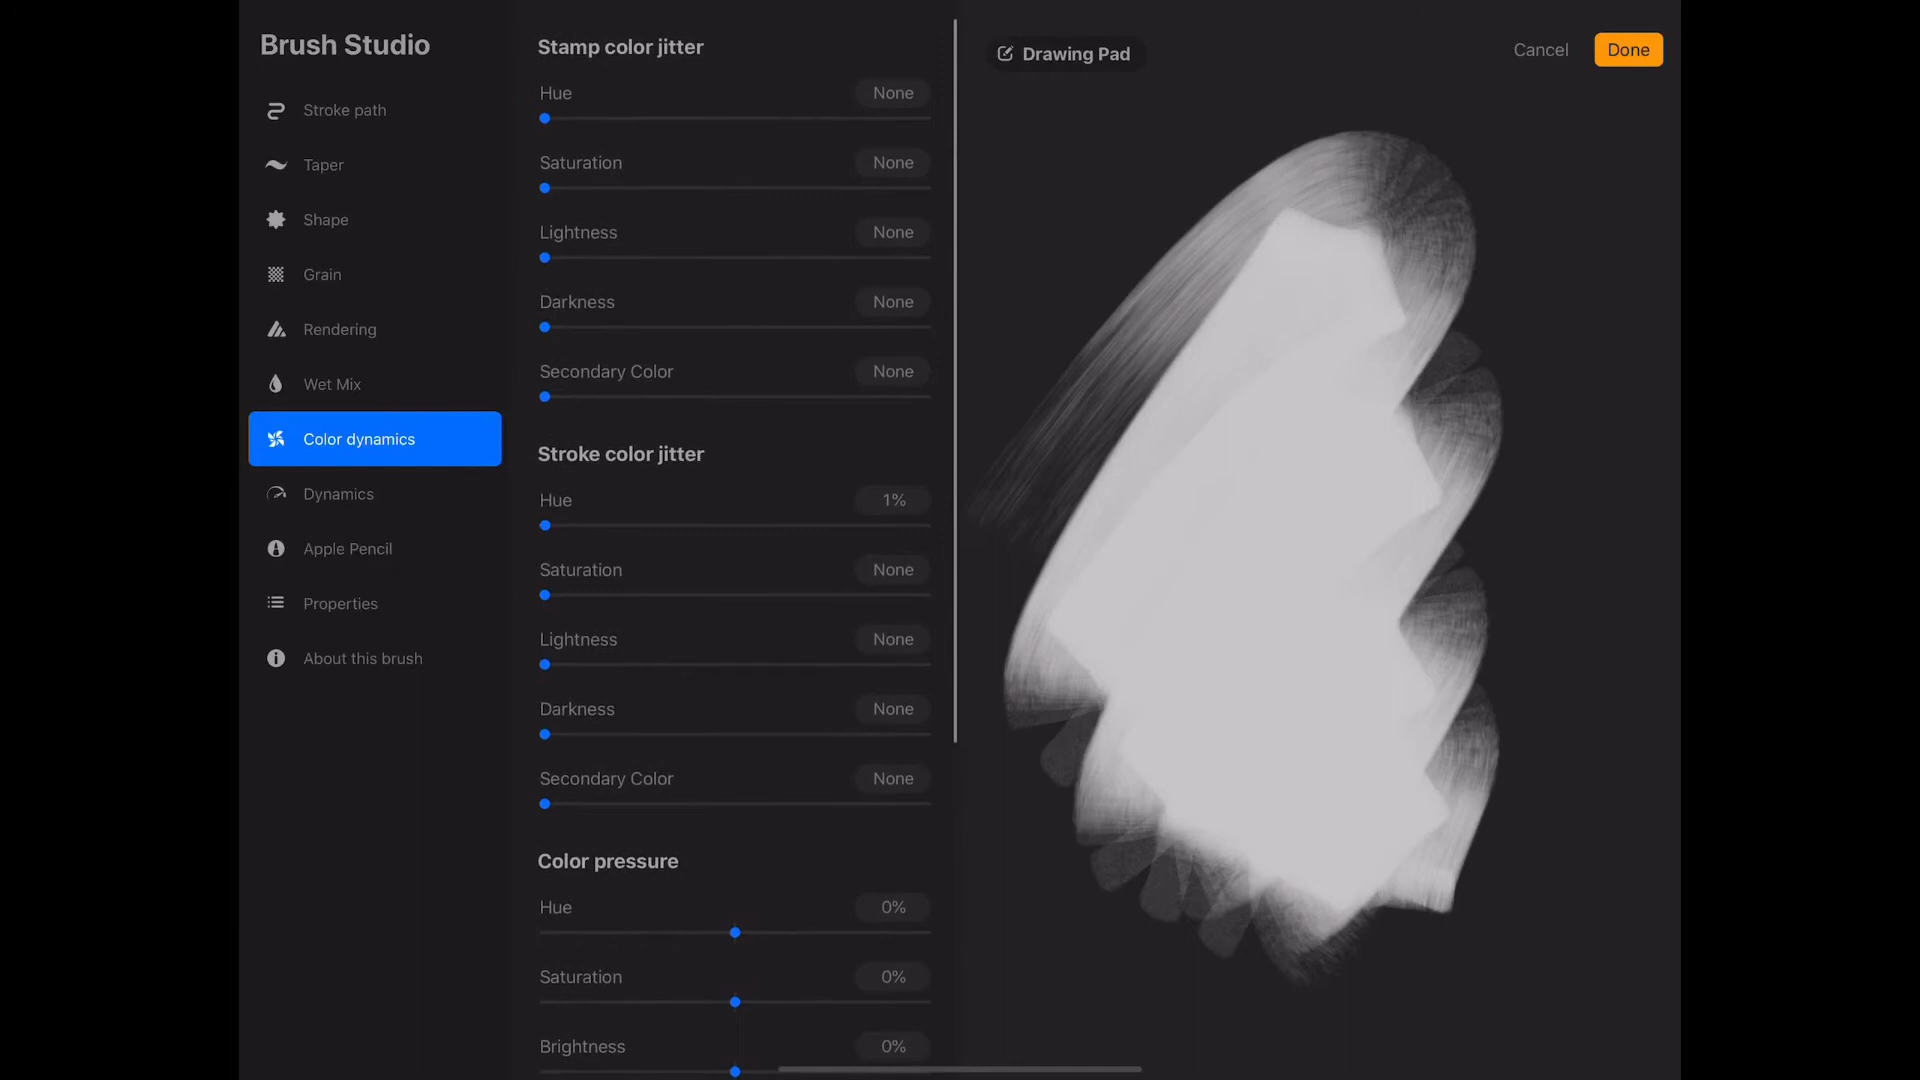 Brush Studio
Stroke path
Taper
Shape
Grain
Rendering
Wet Mix
Color dynamics
Dynamics
Apple Pencil
Properties
About this brush
Stamp color jitter
Hue None
Saturation None
Lightness None
Darkness None
Secondary Color None
Stroke color jitter
Hue 1%
Saturation None
Lightness None
Darkness None
Secondary Color None
Color pressure
Hue 0%
Saturation 0%
Brightness 0%
Drawing Pad
Cancel Done